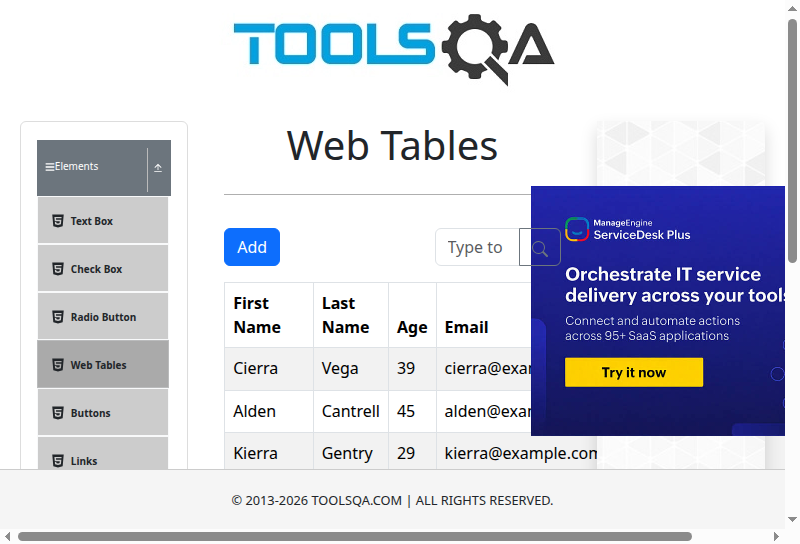 TOOLSQA
Elements
Text Box
Check Box
Radio Button
Web Tables
Buttons
Links
Web Tables
Add
Type to
First Name
Last Name
Age
Email
Cierra
Vega
39
cierra@exan
Alden
Cantrell
45
alden@exan
Kierra
Gentry
29
kierra@example.com
ManageEngine
ServiceDesk Plus
Orchestrate IT service
delivery across your tools
Connect and automate actions
across 95+ SaaS applications
Try it now
© 2013-2026 TOOLSQA.COM | ALL RIGHTS RESERVED.